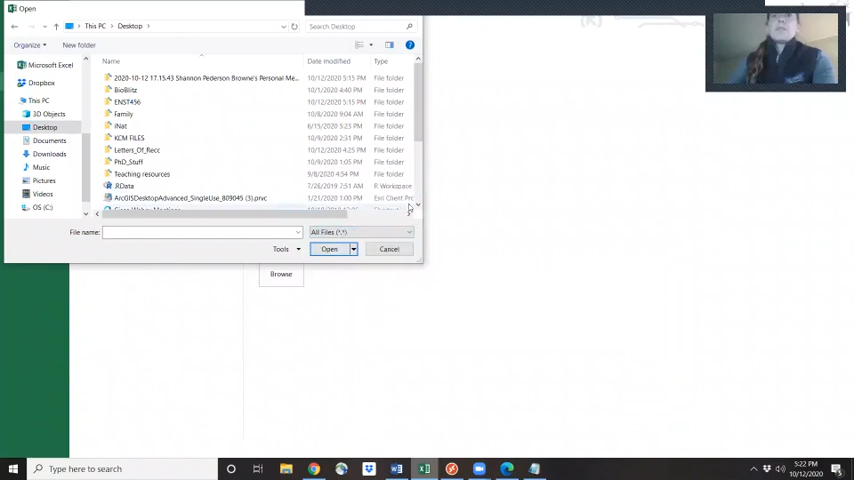 Open
This PC > Desktop >
Search Desktop
Organize
New folder
Name
Date modified
Type
Microsoft Excel
Dropbox
This PC
3D Objects
Desktop
Documents
Downloads
Music
Pictures
Videos
OS (C:)
2020-10-12 17.15.43 Shannon Pederson Browne's Personal Me... 10/12/2020 5:15 PM File folder
BioBlitz 10/1/2020 4:40 PM File folder
ENST456 10/12/2020 5:15 PM File folder
Family 10/8/2020 9:04 AM File folder
iNat 6/15/2020 5:23 PM File folder
KCM FILES 10/9/2020 2:31 PM File folder
Letters_Of_Recc 10/12/2020 4:25 PM File folder
PhD_Stuff 10/9/2020 1:05 PM File folder
Teaching resources 9/8/2020 4:54 PM File folder
.RData 7/26/2019 7:51 AM R Workspace
ArcGISDesktopAdvanced_SingleUse_809045 (3).prvc 1/21/2020 1:00 PM Esri Client Prc
File name:
All Files (*.*)
Tools
Open
Cancel
Browse
Type here to search
5:22 PM
10/12/2020